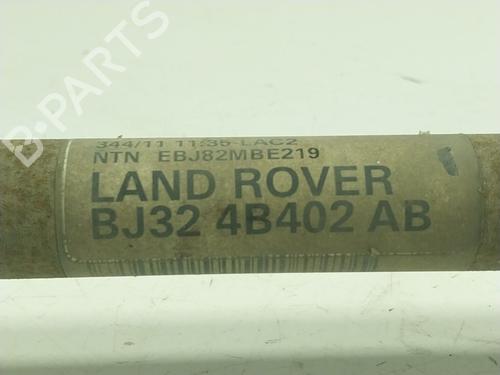 344/11 11:35-LAC2
NTN EBJ82MBE219
LAND ROVER
BJ32 4B402 AB
B-PARTS